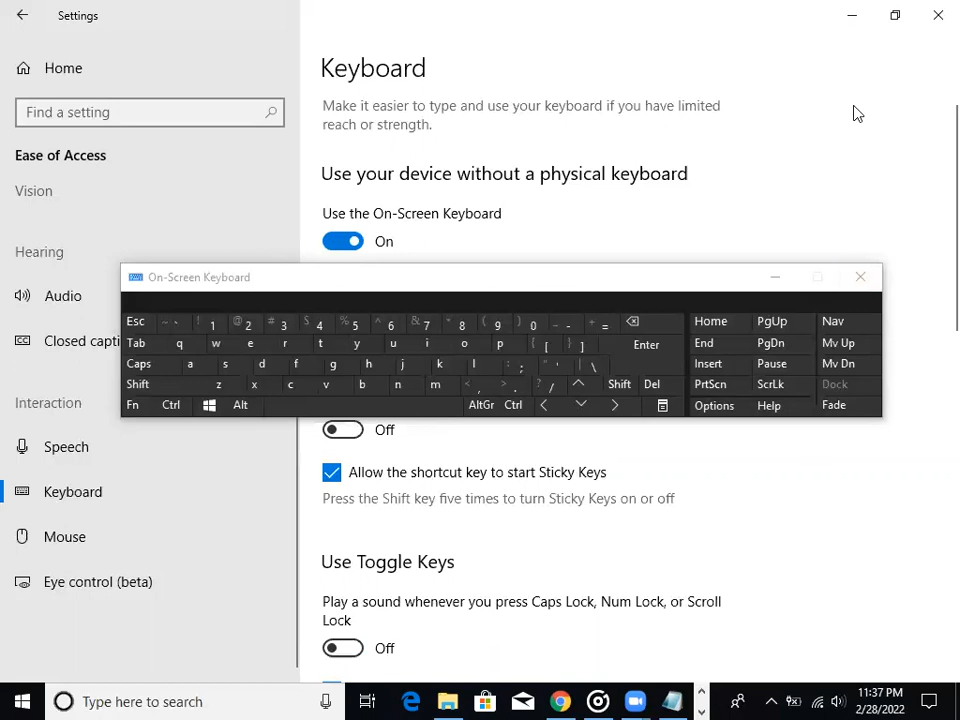 Settings
Home
Find a setting
Ease of Access
Vision
Hearing
Audio
Closed capti
Interaction
Speech
Keyboard
Mouse
Eye control (beta)
Keyboard
Make it easier to type and use your keyboard if you have limited
reach or strength.
Use your device without a physical keyboard
Use the On-Screen Keyboard
On
On-Screen Keyboard
Esc ~ ` ! 1 @ 2 # 3 $ 4 % 5 ^ 6 & 7 * 8 ( 9 ) 0 _ - + = Home PgUp Nav
Tab q w e r t y u i o p { [ } ] Enter End PgDn Mv Up
Caps a s d f g h j k l : ; " ' | \ Insert Pause Mv Dn
Shift z x c v b n m < , > . ? / Shift Del PrtScn ScrLk Dock
Fn Ctrl Alt AltGr Ctrl Options Help Fade
Off
Allow the shortcut key to start Sticky Keys
Press the Shift key five times to turn Sticky Keys on or off
Use Toggle Keys
Play a sound whenever you press Caps Lock, Num Lock, or Scroll
Lock
Off
Type here to search
11:37 PM
2/28/2022